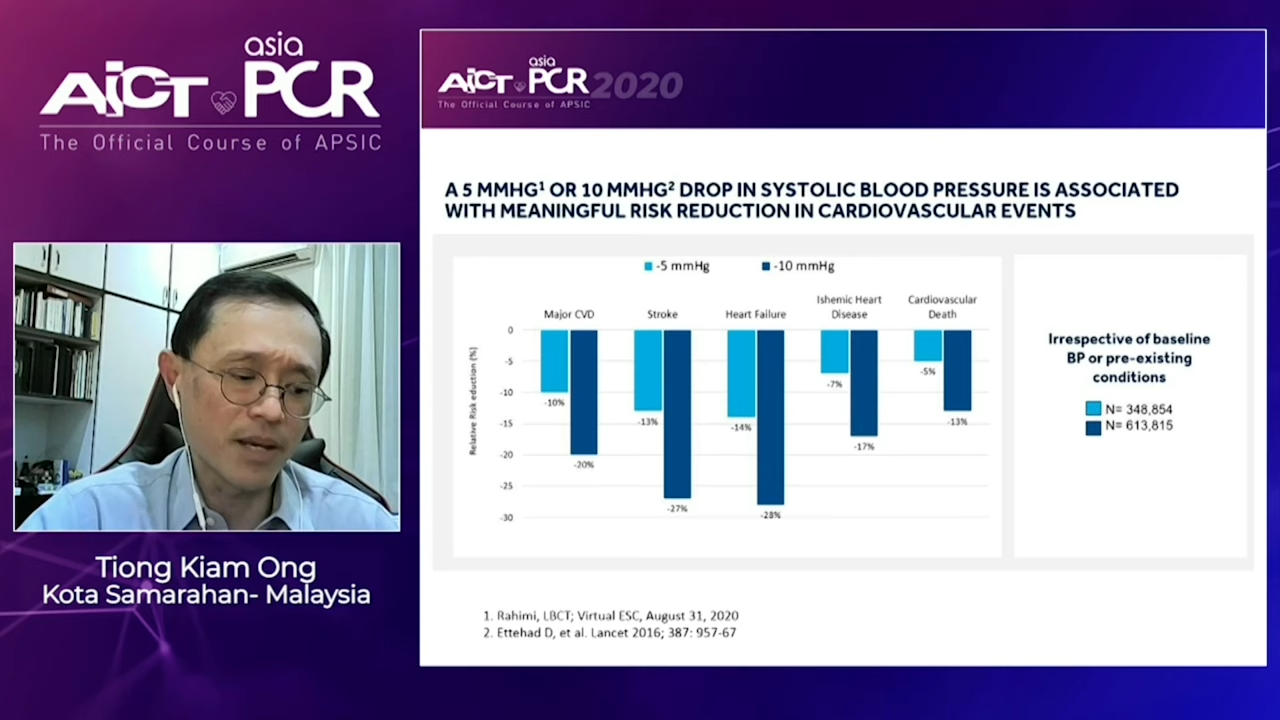 asia
AICT PCR
The Official Course of APSIC
Tiong Kiam Ong
Kota Samarahan- Malaysia
asia
AICT PCR 2020
The Official Course of APSIC
A 5 MMHG¹ OR 10 MMHG² DROP IN SYSTOLIC BLOOD PRESSURE IS ASSOCIATED
WITH MEANINGFUL RISK REDUCTION IN CARDIOVASCULAR EVENTS
-5 mmHg -10 mmHg
Major CVD Stroke Heart Failure Ishemic Heart Disease Cardiovascular Death
Relative Risk eduction (%)
0
-5
-10
-15
-20
-25
-30
-10% -20% -13% -27% -14% -28% -7% -17% -5% -13%
Irrespective of baseline
BP or pre-existing
conditions
N= 348,854
N= 613,815
1. Rahimi, LBCT; Virtual ESC, August 31, 2020
2. Ettehad D, et al. Lancet 2016; 387: 957-67